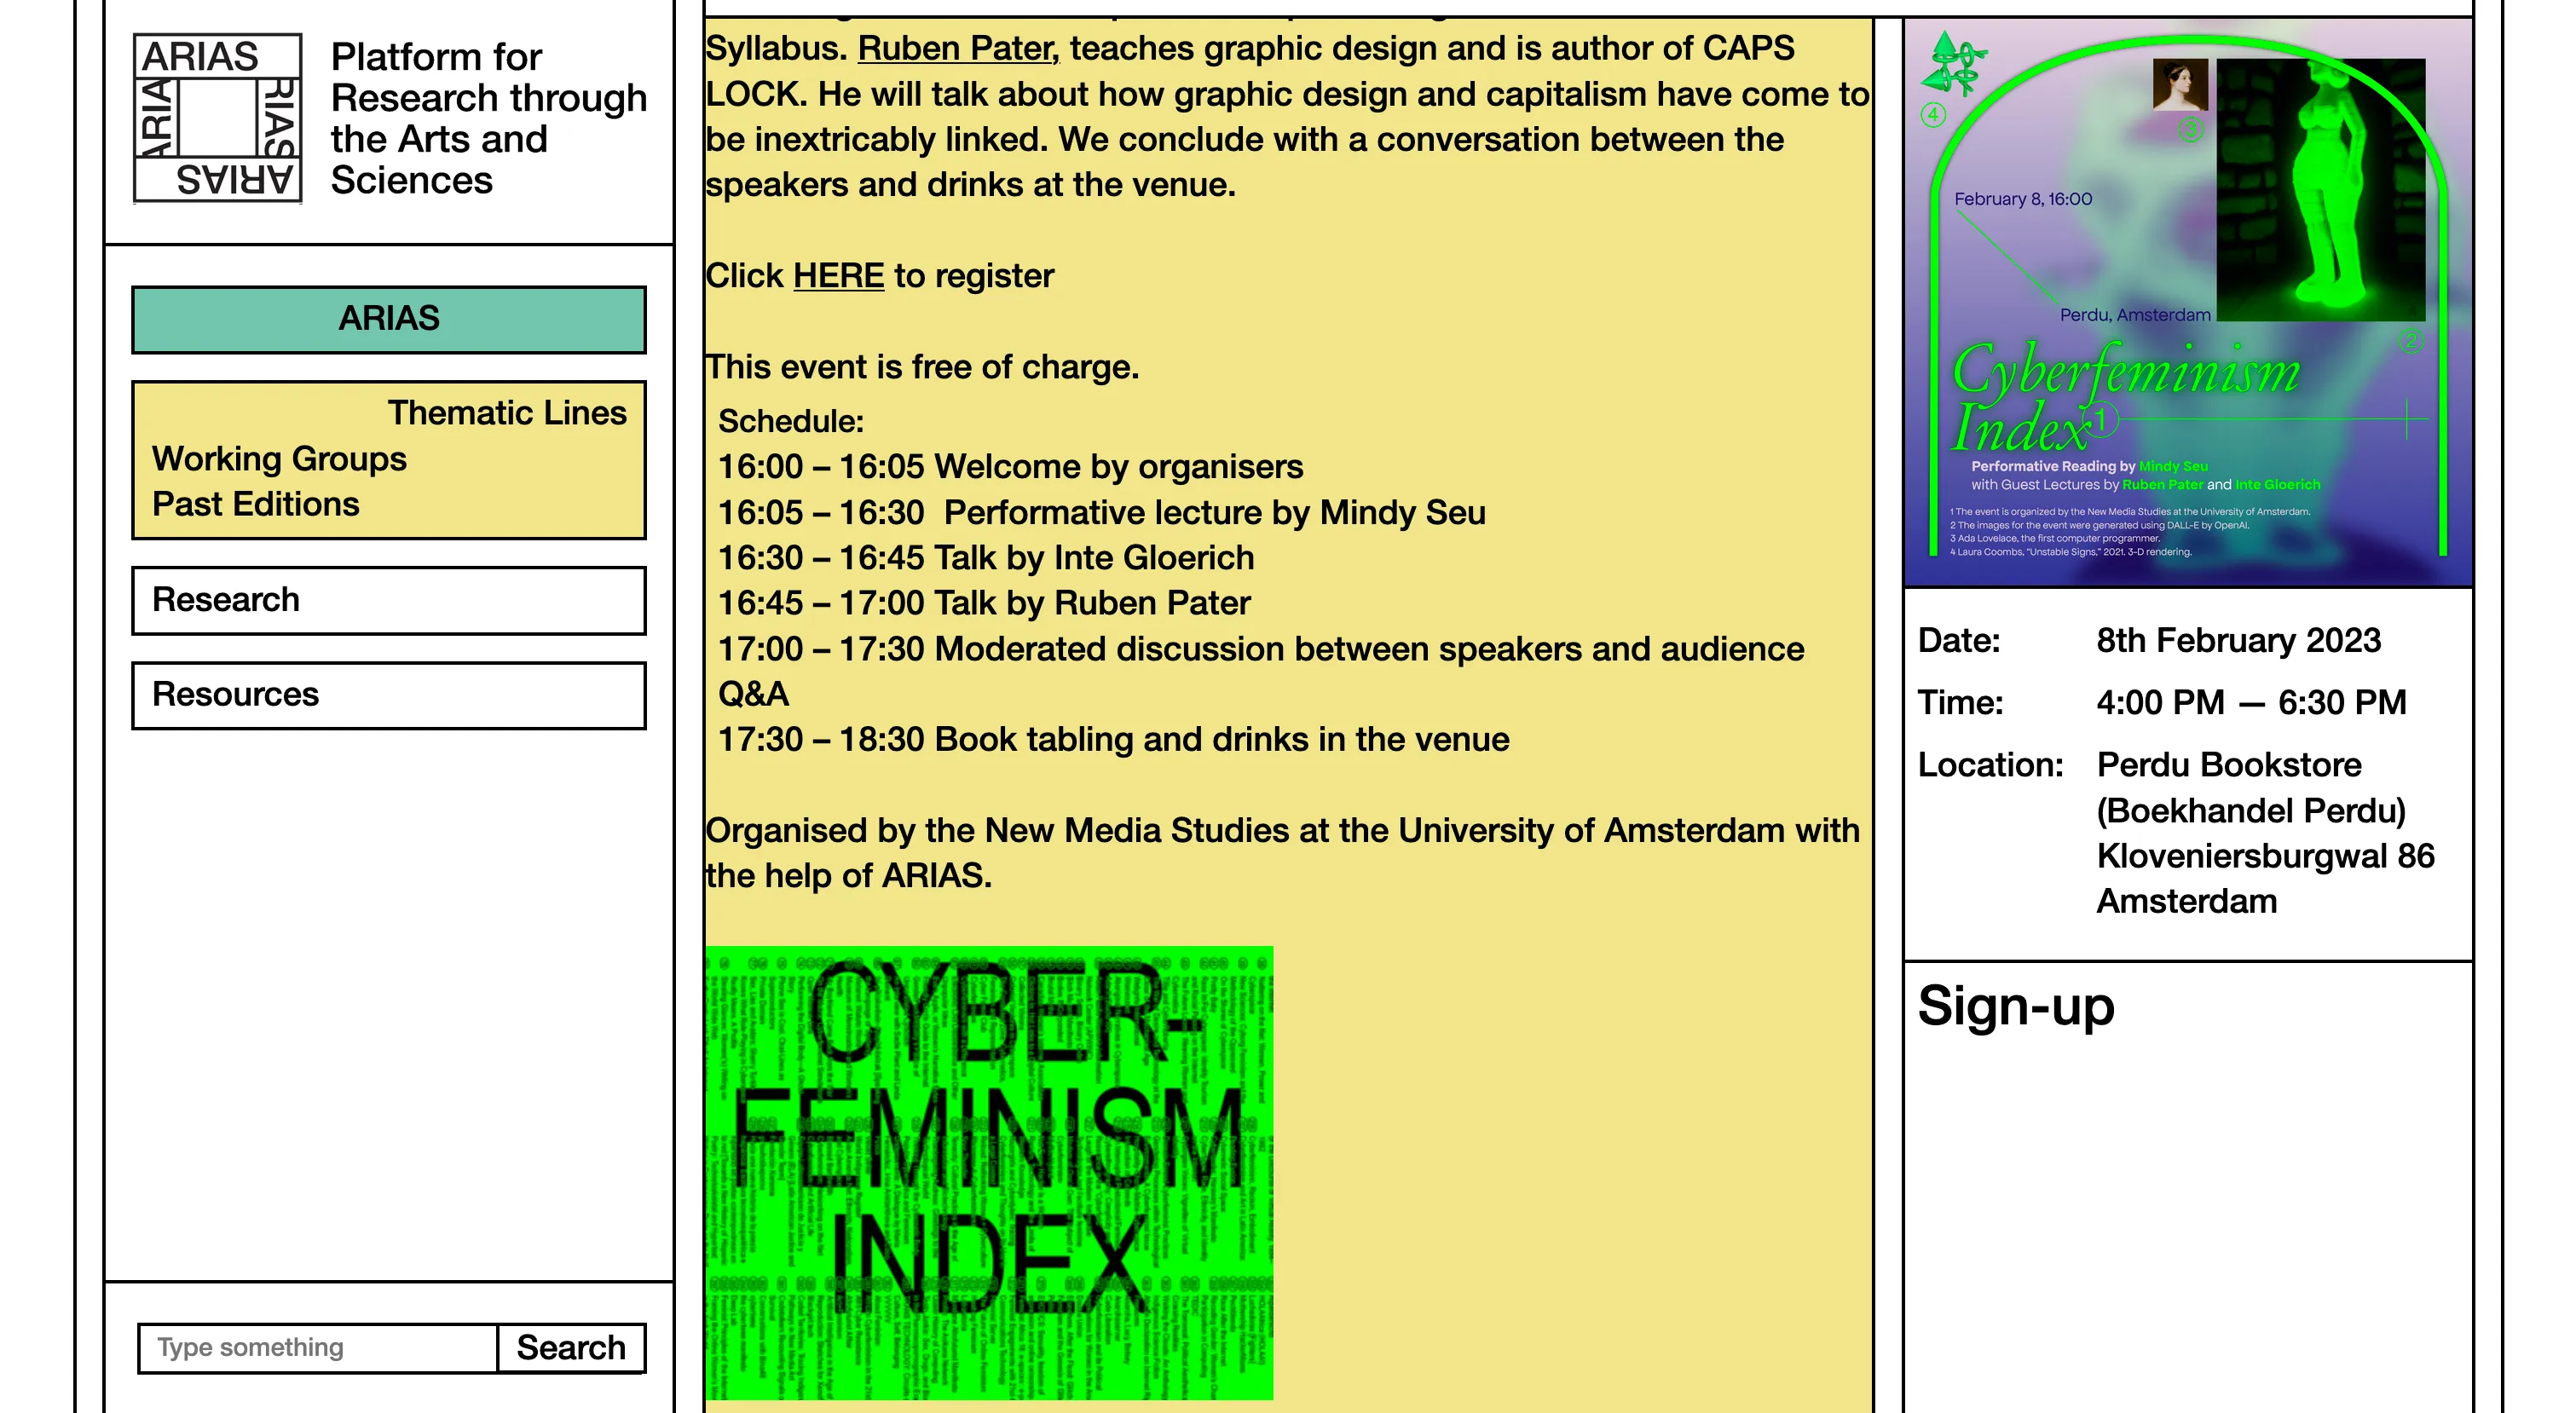 ARIAS
ARIAS
ARIAS
ARIAS
Platform for
Research through
the Arts and
Sciences
ARIAS
Thematic Lines
Working Groups
Past Editions
Research
Resources
Type something
Search
Syllabus. Ruben Pater, teaches graphic design and is author of CAPS
LOCK. He will talk about how graphic design and capitalism have come to
be inextricably linked. We conclude with a conversation between the
speakers and drinks at the venue.
Click HERE to register
This event is free of charge.
Schedule:
16:00 – 16:05 Welcome by organisers
16:05 – 16:30 Performative lecture by Mindy Seu
16:30 – 16:45 Talk by Inte Gloerich
16:45 – 17:00 Talk by Ruben Pater
17:00 – 17:30 Moderated discussion between speakers and audience
Q&A
17:30 – 18:30 Book tabling and drinks in the venue
Organised by the New Media Studies at the University of Amsterdam with
the help of ARIAS.
CYBER-
FEMINISM
INDEX
4
3
February 8, 16:00
Perdu, Amsterdam
2
Cyberfeminism
Index 1
Performative Reading by Mindy Seu
with Guest Lectures by Ruben Pater and Inte Gloerich
1 The event is organized by the New Media Studies at the University of Amsterdam.
2 The images for the event were generated using DALL-E by OpenAI.
3 Ada Lovelace, the first computer programmer.
4 Laura Coombs, "Unstable Signs," 2021. 3-D rendering.
Date: 8th February 2023
Time: 4:00 PM — 6:30 PM
Location: Perdu Bookstore
(Boekhandel Perdu)
Kloveniersburgwal 86
Amsterdam
Sign-up